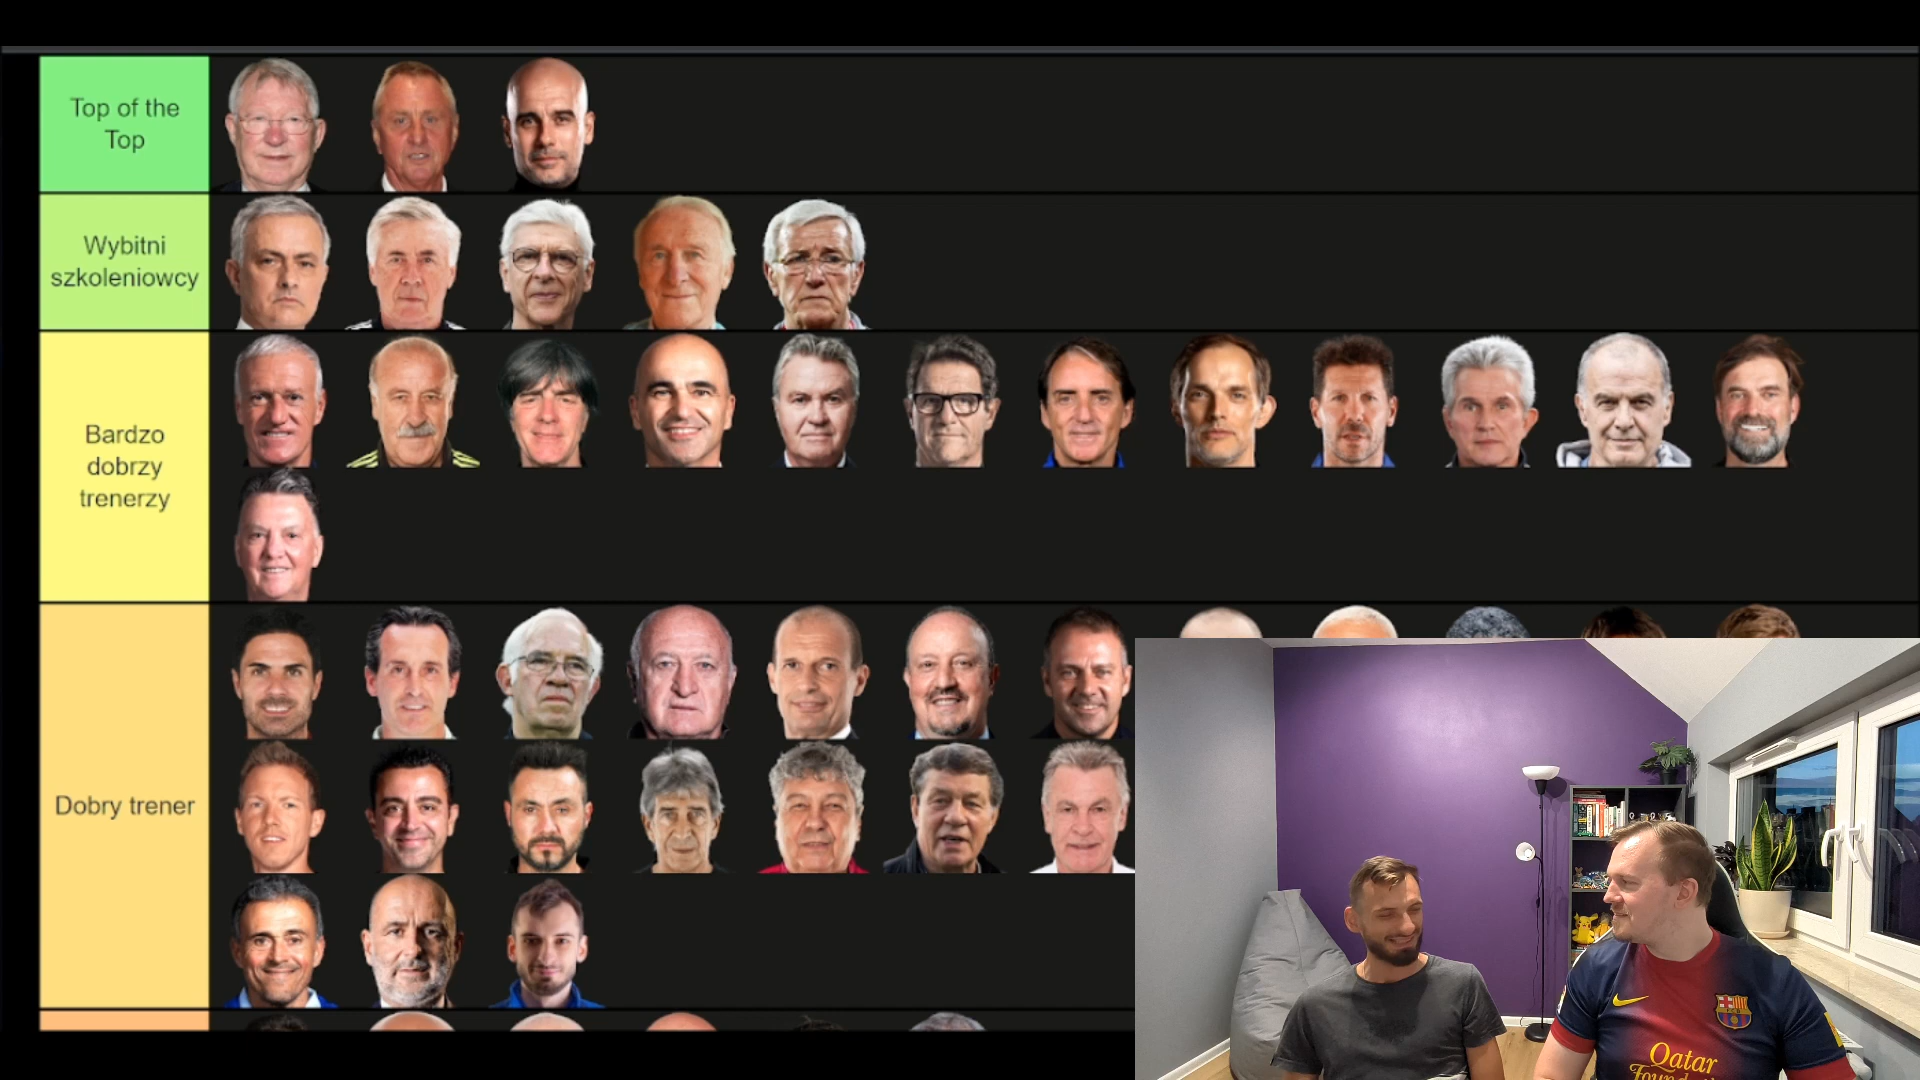 Top of the
Top
Wybitni
szkoleniowcy
Bardzo
dobrzy
trenerzy
Dobry trener
Qatar